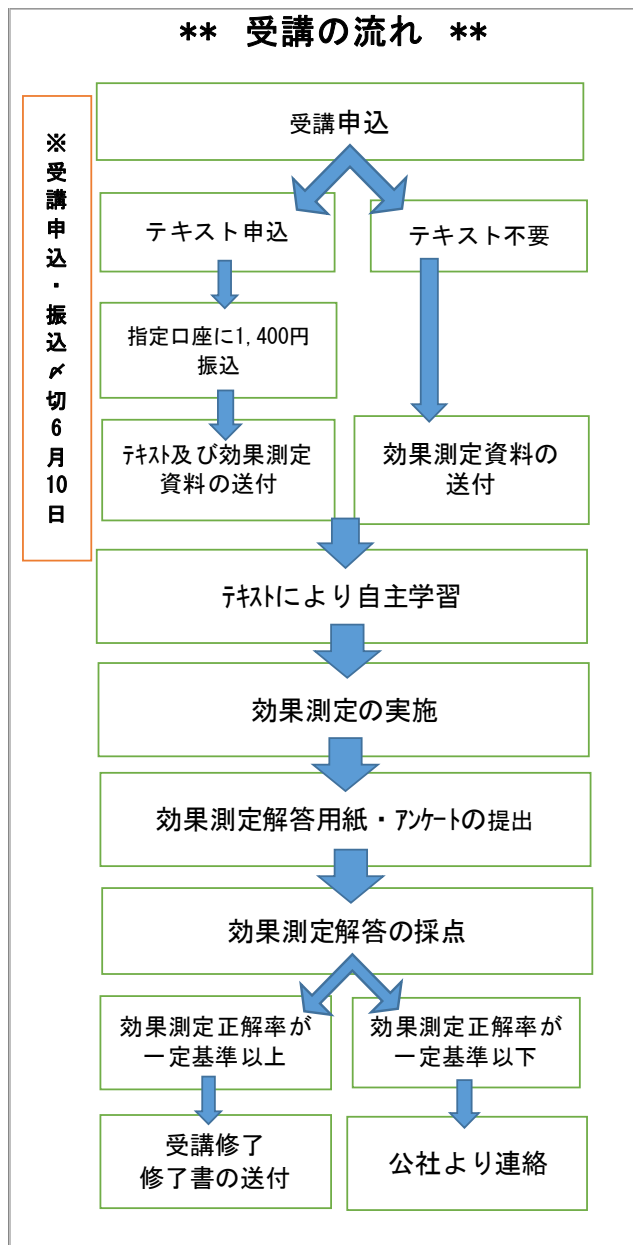 ** 受講の流れ **
※受講申込・振込〆切6月10日
受講申込
テキスト申込
テキスト不要
指定口座に1,400円
振込
ﾃｷｽﾄ及び効果測定
資料の送付
効果測定資料の
送付
ﾃｷｽﾄにより自主学習
効果測定の実施
効果測定解答用紙・ｱﾝｹｰﾄの提出
効果測定解答の採点
効果測定正解率が
一定基準以上
効果測定正解率が
一定基準以下
受講修了
修了書の送付
公社より連絡